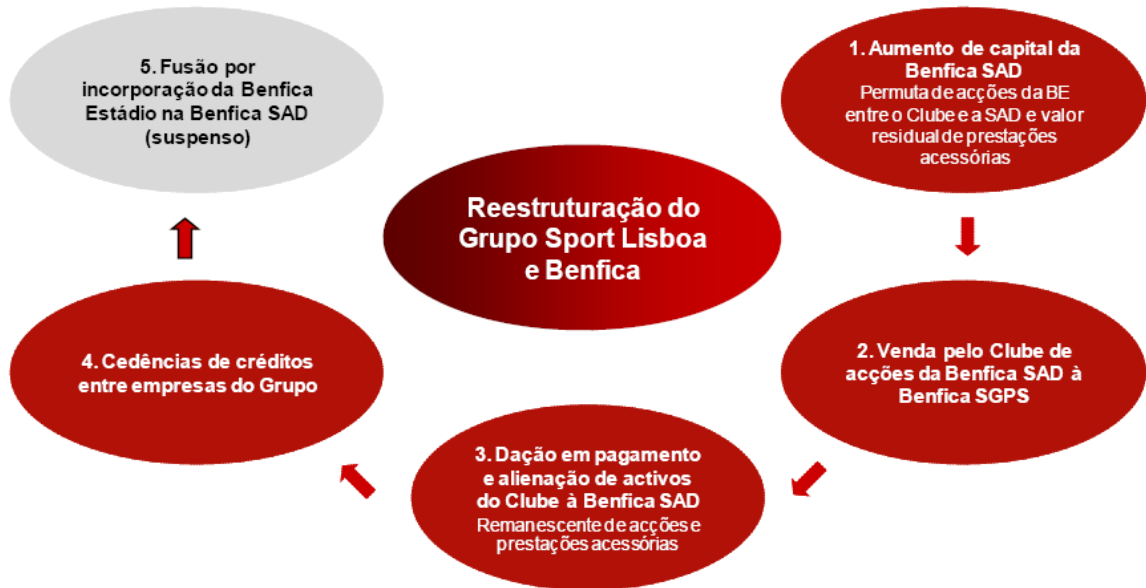 Reestruturação do
Grupo Sport Lisboa
e Benfica
1. Aumento de capital da
Benfica SAD
Permuta de acções da BE
entre o Clube e a SAD e valor
residual de prestações
acessórias
2. Venda pelo Clube de
acções da Benfica SAD à
Benfica SGPS
3. Dação em pagamento
e alienação de activos
do Clube à Benfica SAD
Remanescente de acções e
prestações acessórias
4. Cedências de créditos
entre empresas do Grupo
5. Fusão por
incorporação da Benfica
Estádio na Benfica SAD
(suspenso)